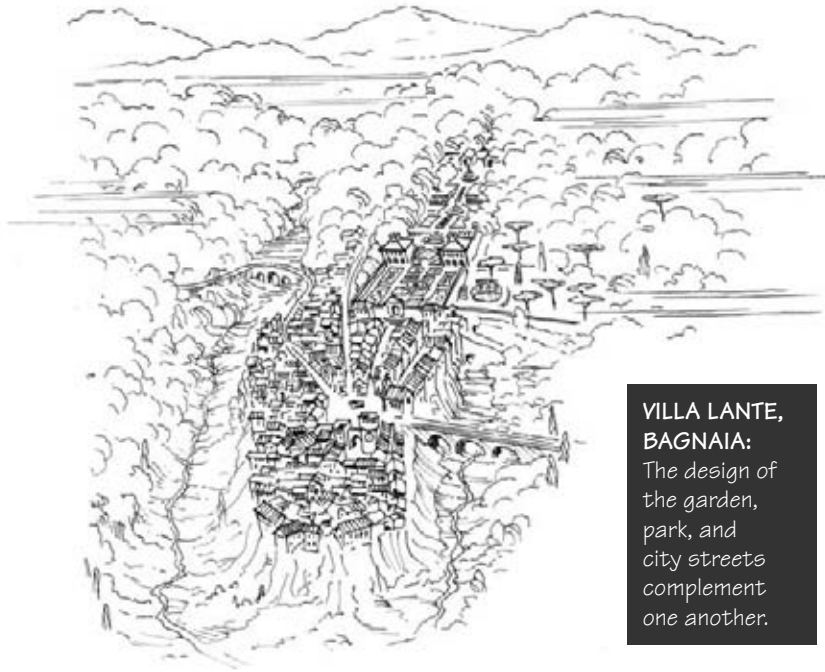 VILLA LANTE,
BAGNAIA:
The design of
the garden,
park, and
city streets
complement
one another.